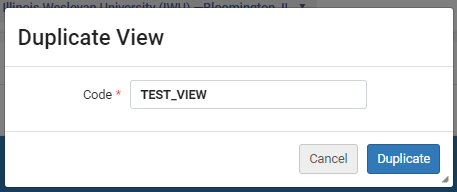 Illinois Wesleyan University (IWU) —Bloomington, IL
Duplicate View
Code *
TEST_VIEW
Cancel
Duplicate